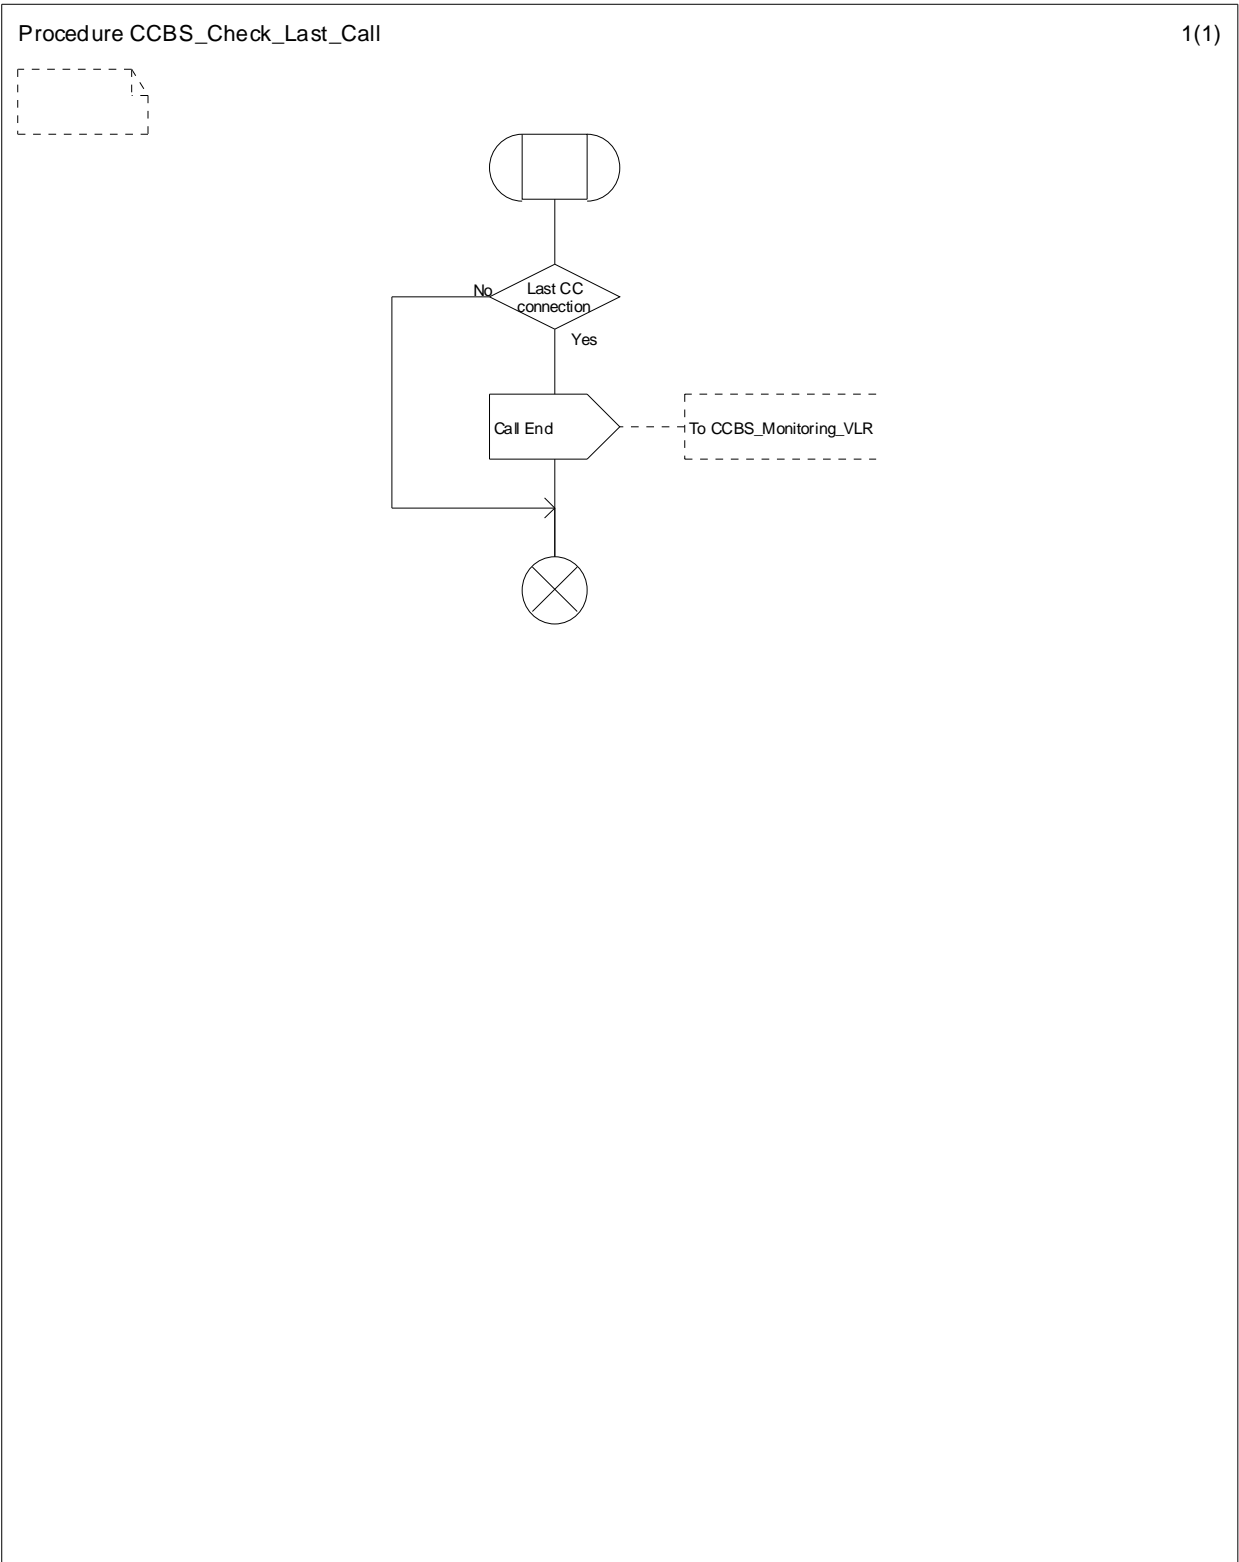 Procedure CCBS_Check_Last_Call
1(1)
No
Last CC
connection
Yes
Call End
To CCBS_Monitoring_VLR